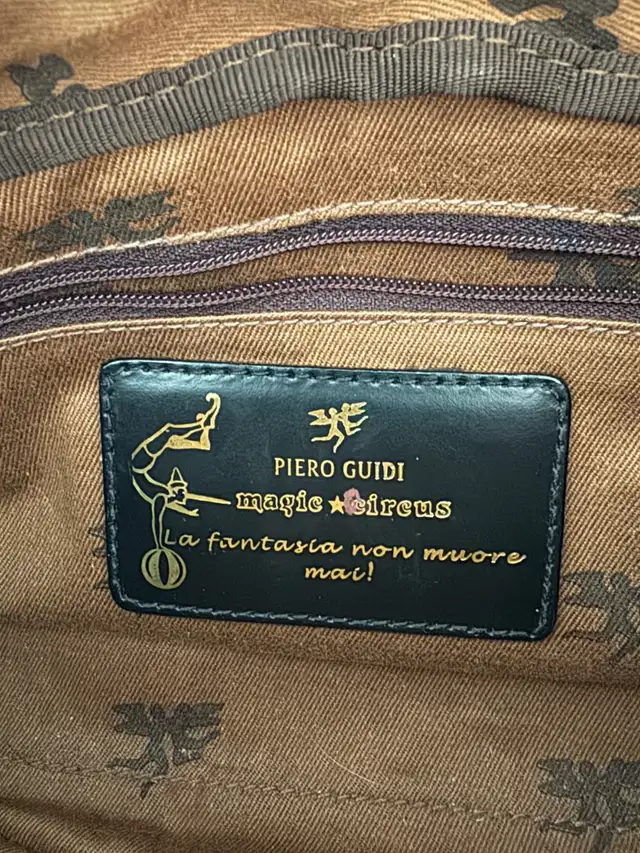 PIERO GUIDI
magic circus
La fantasia non muore
mai!